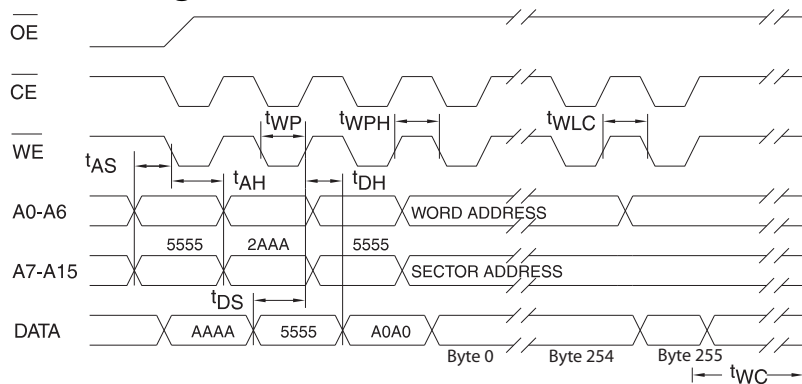 OE
CE
tWP tWPH tWLC
WE
tAS
tAH tDH
A0-A6 WORD ADDRESS
5555 2AAA 5555
A7-A15 SECTOR ADDRESS
tDS
DATA AAAA 5555 A0A0
Byte 0 Byte 254 Byte 255
tWC